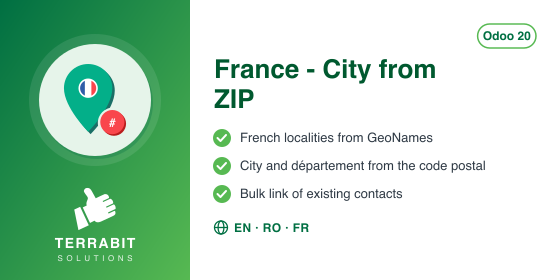 Odoo 20
France - City from
ZIP
French localities from GeoNames
City and département from the code postal
Bulk link of existing contacts
EN · RO · FR
#
TERRABIT
SOLUTIONS